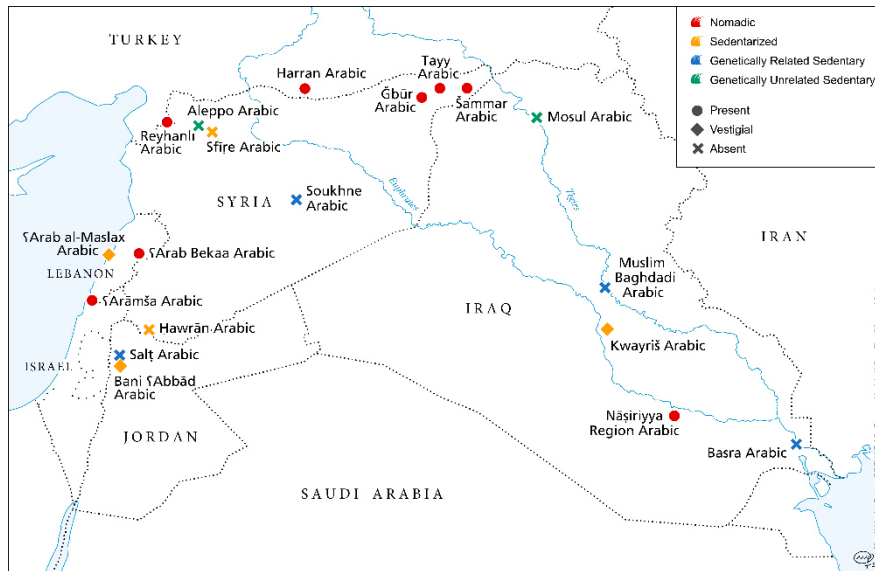 TURKEY
Harran Arabic
Tayy
Arabic
Ğbūr
Arabic
Šammar
Arabic
Aleppo Arabic
Reyhanlı
Arabic
Sfīṛe Arabic
Mosul Arabic
Nomadic
Sedentarized
Genetically Related Sedentary
Genetically Unrelated Sedentary
Present
Vestigial
Absent
SYRIA
Soukhne
Arabic
Euphrates
Tigris
IRAN
ʕArab al-Maslax
Arabic
LEBANON
ʕArab Bekaa Arabic
ʕArāmša Arabic
Muslim
Baghdadi
Arabic
IRAQ
Hawrān Arabic
Kwayriš Arabic
ISRAEL
Salṭ Arabic
Bani ʕAbbād
Arabic
JORDAN
Nāṣiriyya
Region Arabic
Basra Arabic
SAUDI ARABIA